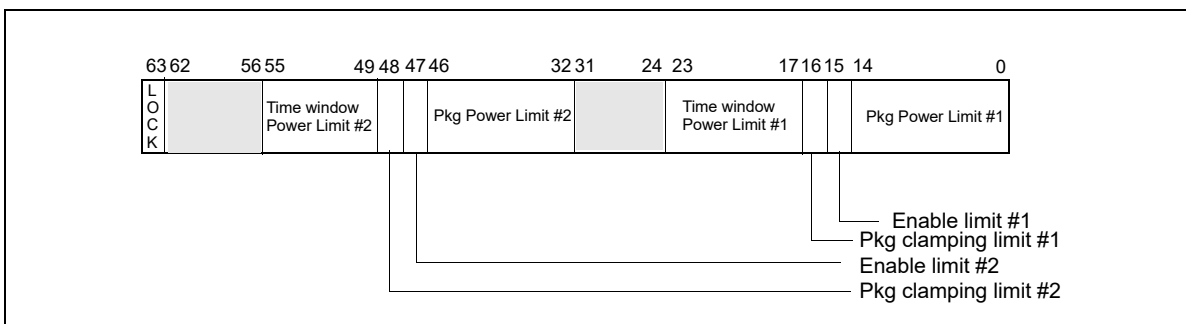 63 62 56 55 49 48 47 46 32 31 24 23 17 16 15 14 0
LOCK
Time window
Power Limit #2
Pkg Power Limit #2
Time window
Power Limit #1
Pkg Power Limit #1
Enable limit #1
Pkg clamping limit #1
Enable limit #2
Pkg clamping limit #2